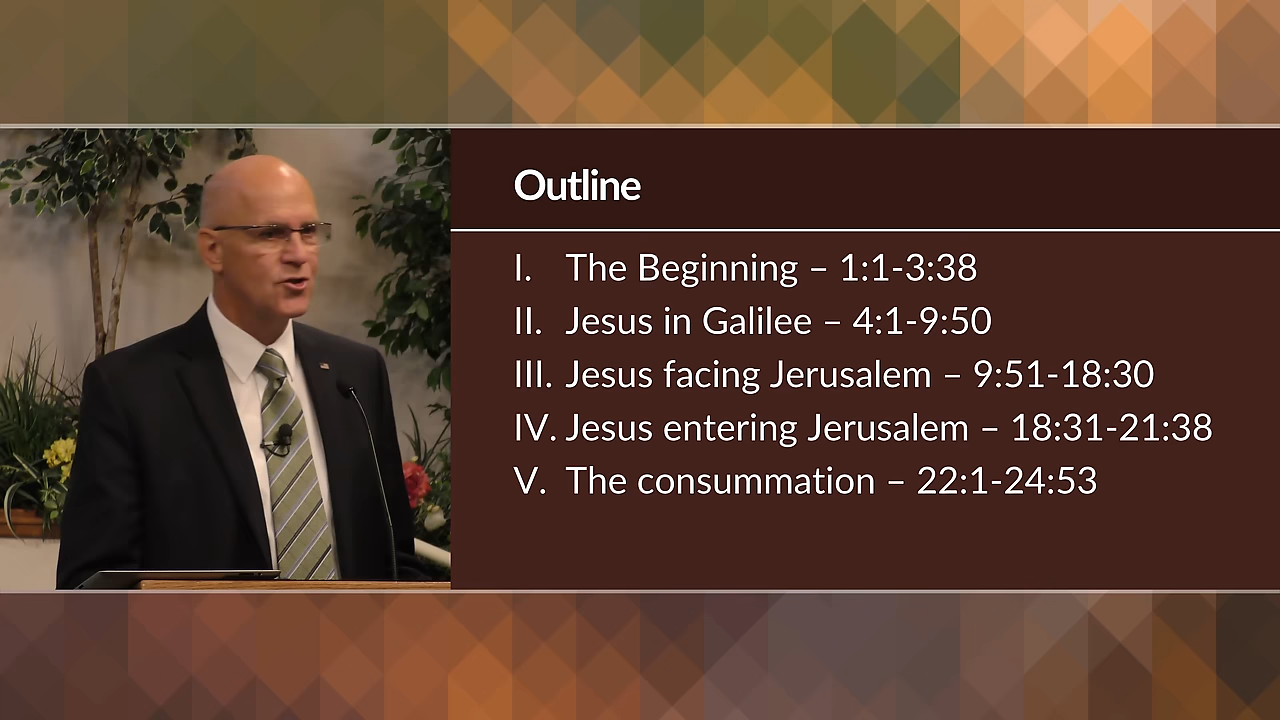 Outline
I. The Beginning – 1:1-3:38
II. Jesus in Galilee – 4:1-9:50
III. Jesus facing Jerusalem – 9:51-18:30
IV. Jesus entering Jerusalem – 18:31-21:38
V. The consummation – 22:1-24:53